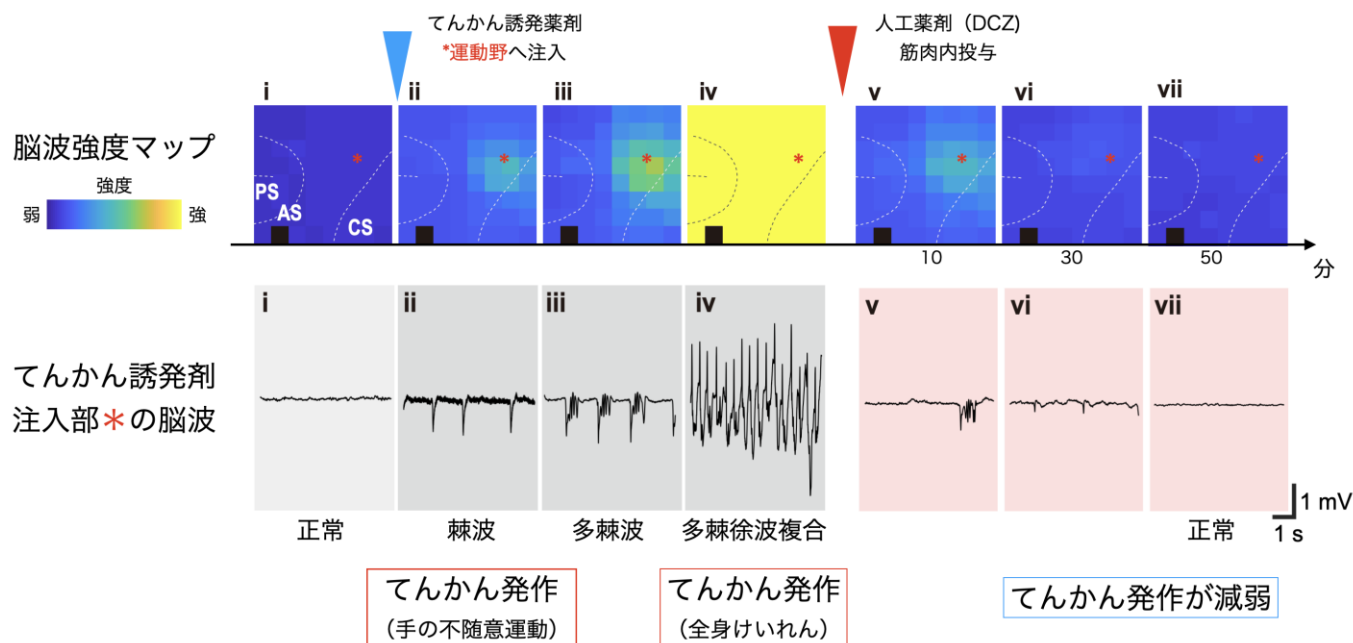 てんかん誘発薬剤
*運動野へ注入
人工薬剤（DCZ)
筋肉内投与
i
ii
iii
iv
v
vi
vii
脳波強度マップ
強度
弱
強
PS
AS
CS
*
*
*
*
*
*
*
10
30
50
分
i
ii
iii
iv
v
vi
vii
てんかん誘発剤
注入部*の脳波
1 mV
1 s
正常
棘波
多棘波
多棘徐波複合
正常
てんかん発作
（手の不随意運動）
てんかん発作
（全身けいれん）
てんかん発作が減弱